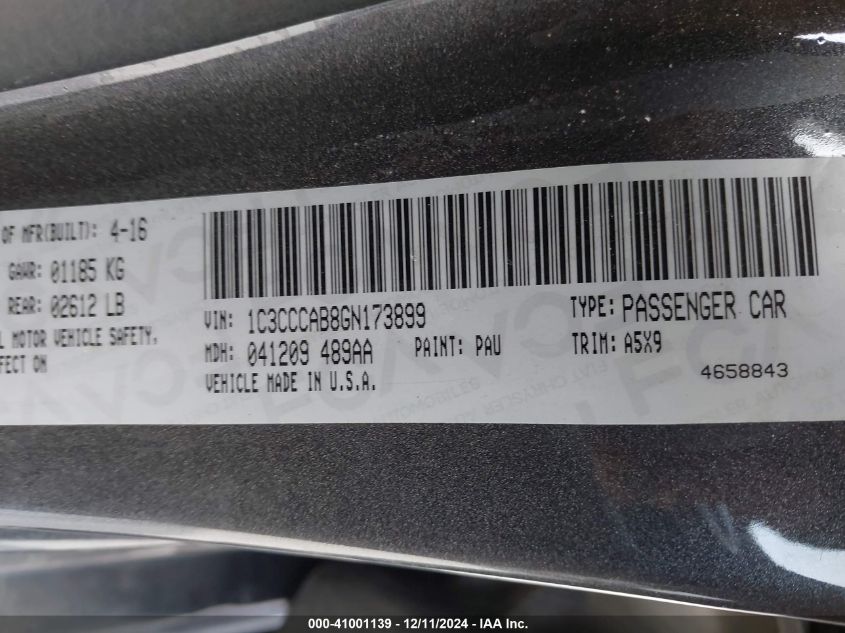 OF MFR(BUILT): 4-16
GAWR: 01185 KG
REAR: 02612 LB
MOTOR VEHICLE SAFETY,
ON
VIN: 1C3CCCAB8GN173899
TYPE: PASSENGER CAR
MDH: 041209 489AA PAINT: PAU
TRIM: A5X9
VEHICLE MADE IN U.S.A.
4658843
000-41001139 - 12/11/2024 - IAA Inc.